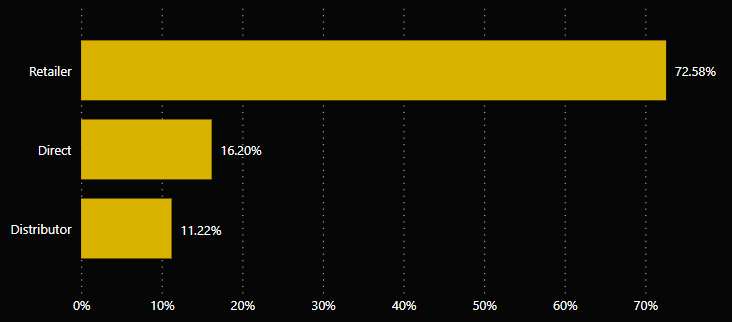 Retailer 72.58%
Direct 16.20%
Distributor 11.22%
0% 10% 20% 30% 40% 50% 60% 70%